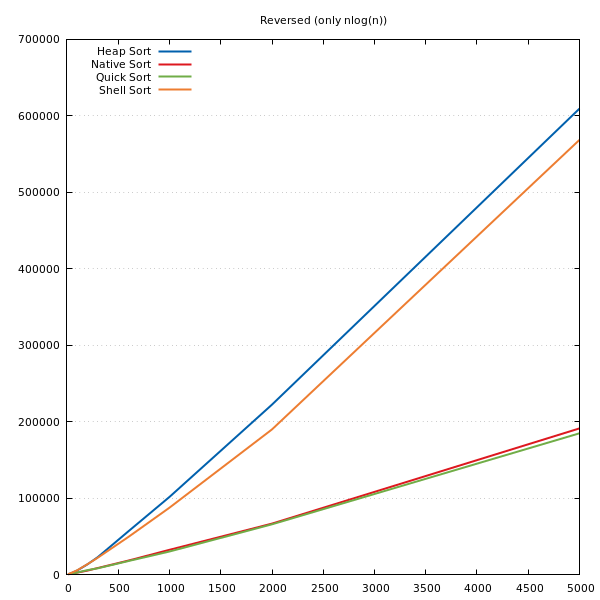 Reversed (only nlog(n))
700000
600000
500000
400000
300000
200000
100000
0
Heap Sort
Native Sort
Quick Sort
Shell Sort
0 500 1000 1500 2000 2500 3000 3500 4000 4500 5000